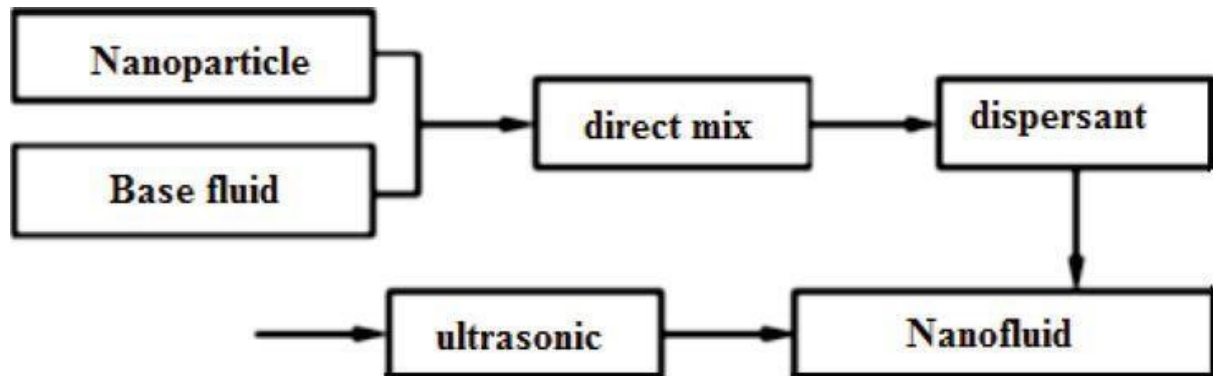 Nanoparticle
Base fluid
direct mix
dispersant
ultrasonic
Nanofluid